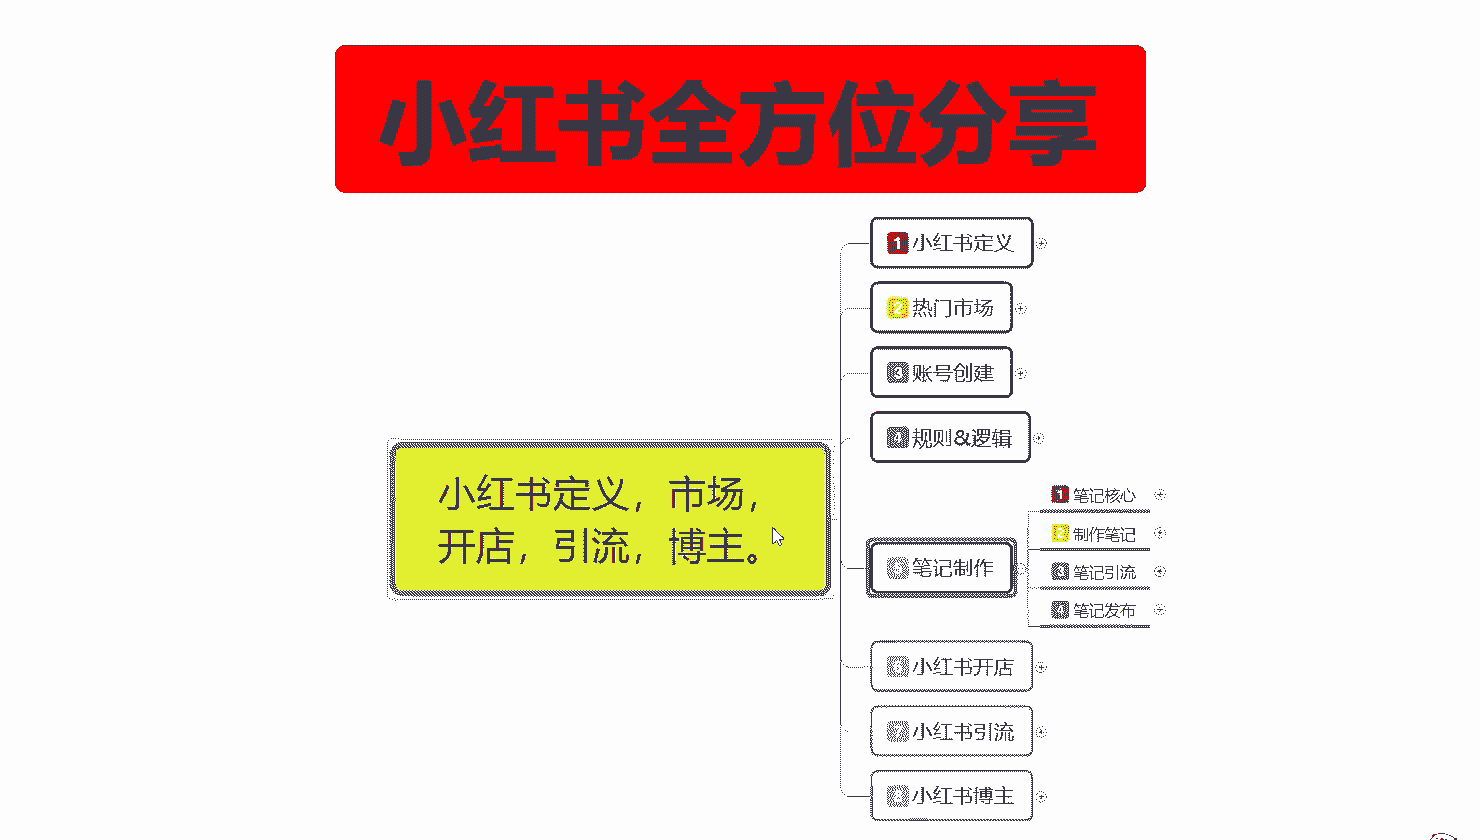 小红书全方位分享
1 小红书定义
2 热门市场
3 账号创建
4 规则&逻辑
小红书定义，市场，
开店，引流，博主。
5 笔记制作
1 笔记核心
2 制作笔记
3 笔记引流
4 笔记发布
6 小红书开店
7 小红书引流
8 小红书博主